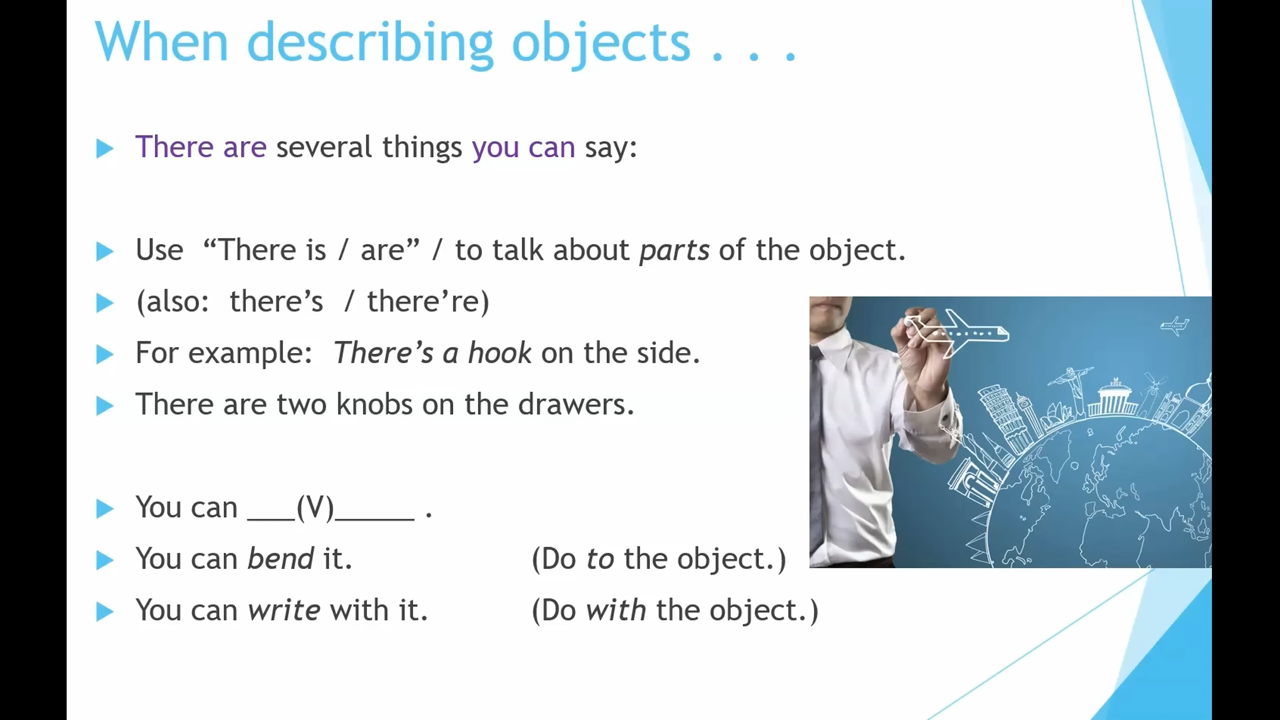 When describing objects . . .
There are several things you can say:
Use “There is / are” / to talk about parts of the object.
(also: there’s / there’re)
For example: There’s a hook on the side.
There are two knobs on the drawers.
You can ___(V)_____ .
You can bend it. (Do to the object.)
You can write with it. (Do with the object.)